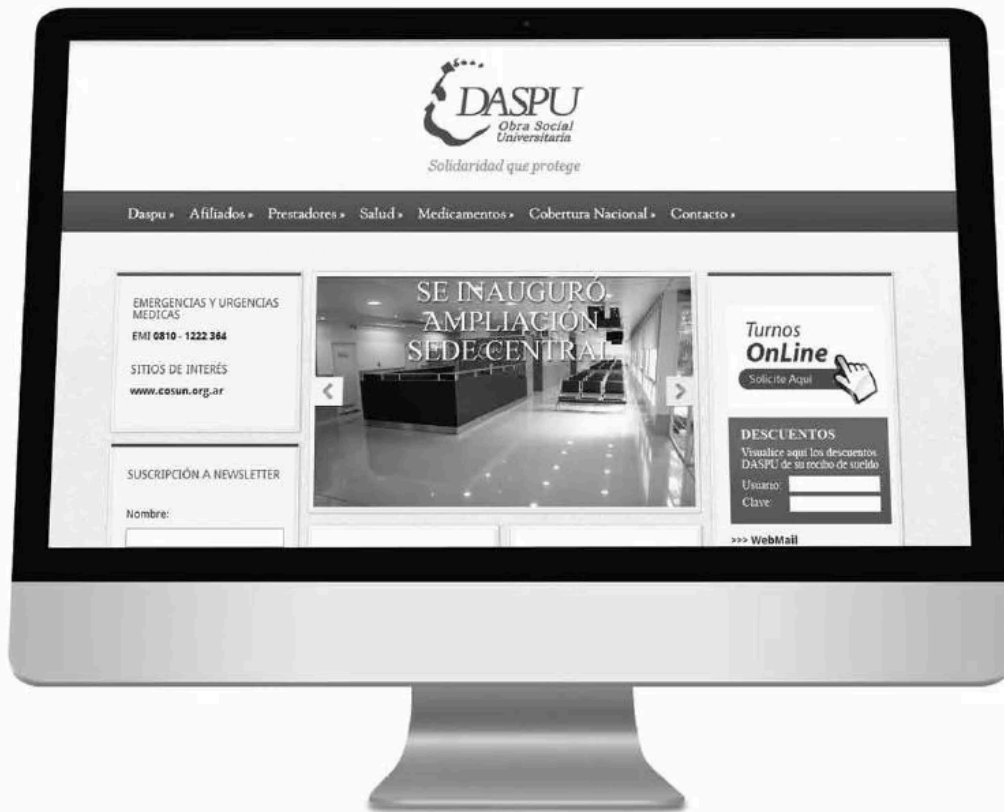 DASPU
Obra Social
Universitaria
Solidaridad que protege
Daspu » Afiliados » Prestadores » Salud » Medicamentos » Cobertura Nacional » Contacto »
EMERGENCIAS Y URGENCIAS
MEDICAS
EMI 0810 - 1222 364
SITIOS DE INTERÉS
www.cosun.org.ar
SUSCRIPCIÓN A NEWSLETTER
Nombre:
SE INAUGURÓ
AMPLIACIÓN
SEDE CENTRAL
Turnos
OnLine
Solicite Aquí
DESCUENTOS
Visualice aquí los descuentos
DASPU de su recibo de sueldo
Usuario:
Clave:
>>> WebMail